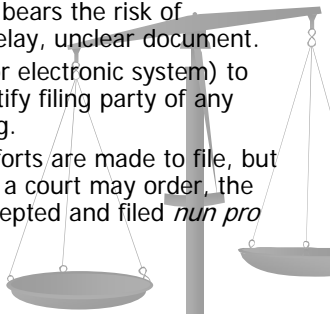 bears the risk of
elay, unclear document.
r electronic system) to
tify filing party of any
g.
forts are made to file, but
a court may order, the
cepted and filed nun pro